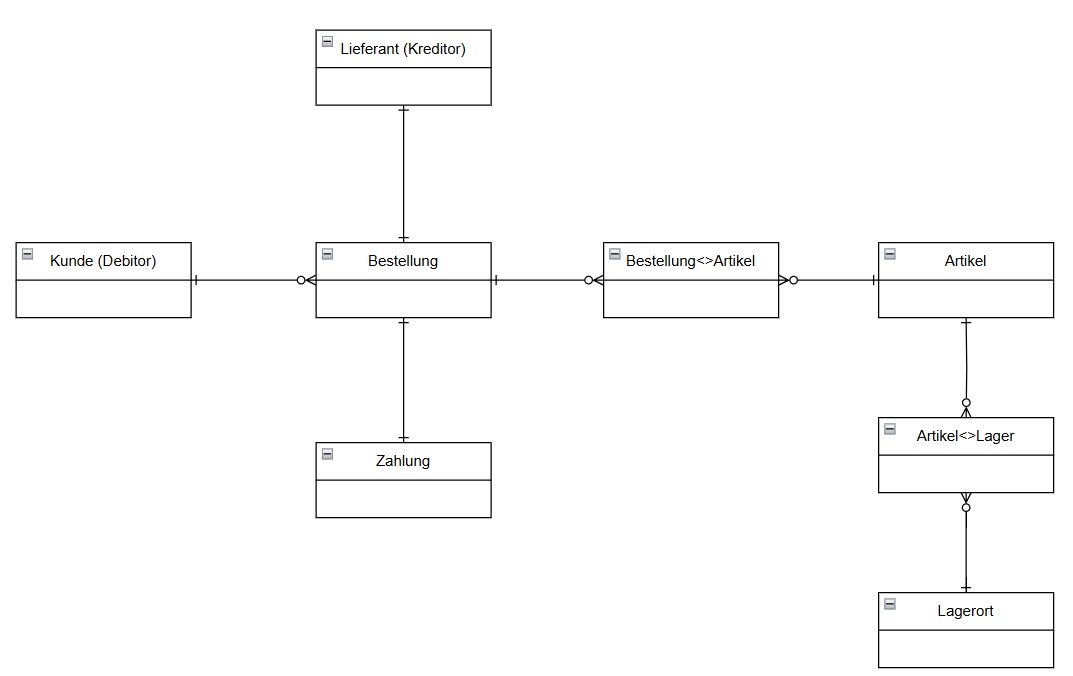 Lieferant (Kreditor)
Kunde (Debitor)
Bestellung
Bestellung<>Artikel
Artikel
Artikel<>Lager
Zahlung
Lagerort